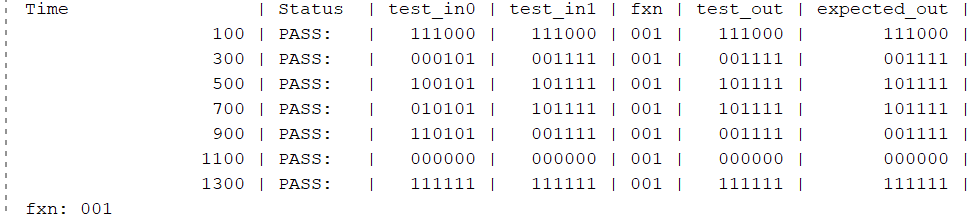 Time | Status | test_in0 | test_in1 | fxn | test_out | expected_out |
100 | PASS: | 111000 | 111000 | 001 | 111000 | 111000 |
300 | PASS: | 000101 | 001111 | 001 | 001111 | 001111 |
500 | PASS: | 100101 | 101111 | 001 | 101111 | 101111 |
700 | PASS: | 010101 | 101111 | 001 | 101111 | 101111 |
900 | PASS: | 110101 | 001111 | 001 | 001111 | 001111 |
1100 | PASS: | 000000 | 000000 | 001 | 000000 | 000000 |
1300 | PASS: | 111111 | 111111 | 001 | 111111 | 111111 |
fxn: 001